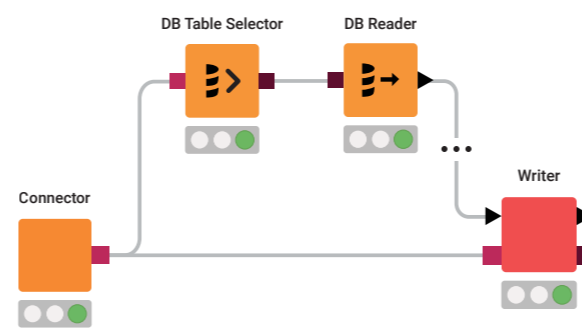 DB Table Selector
DB Reader
Writer
Connector